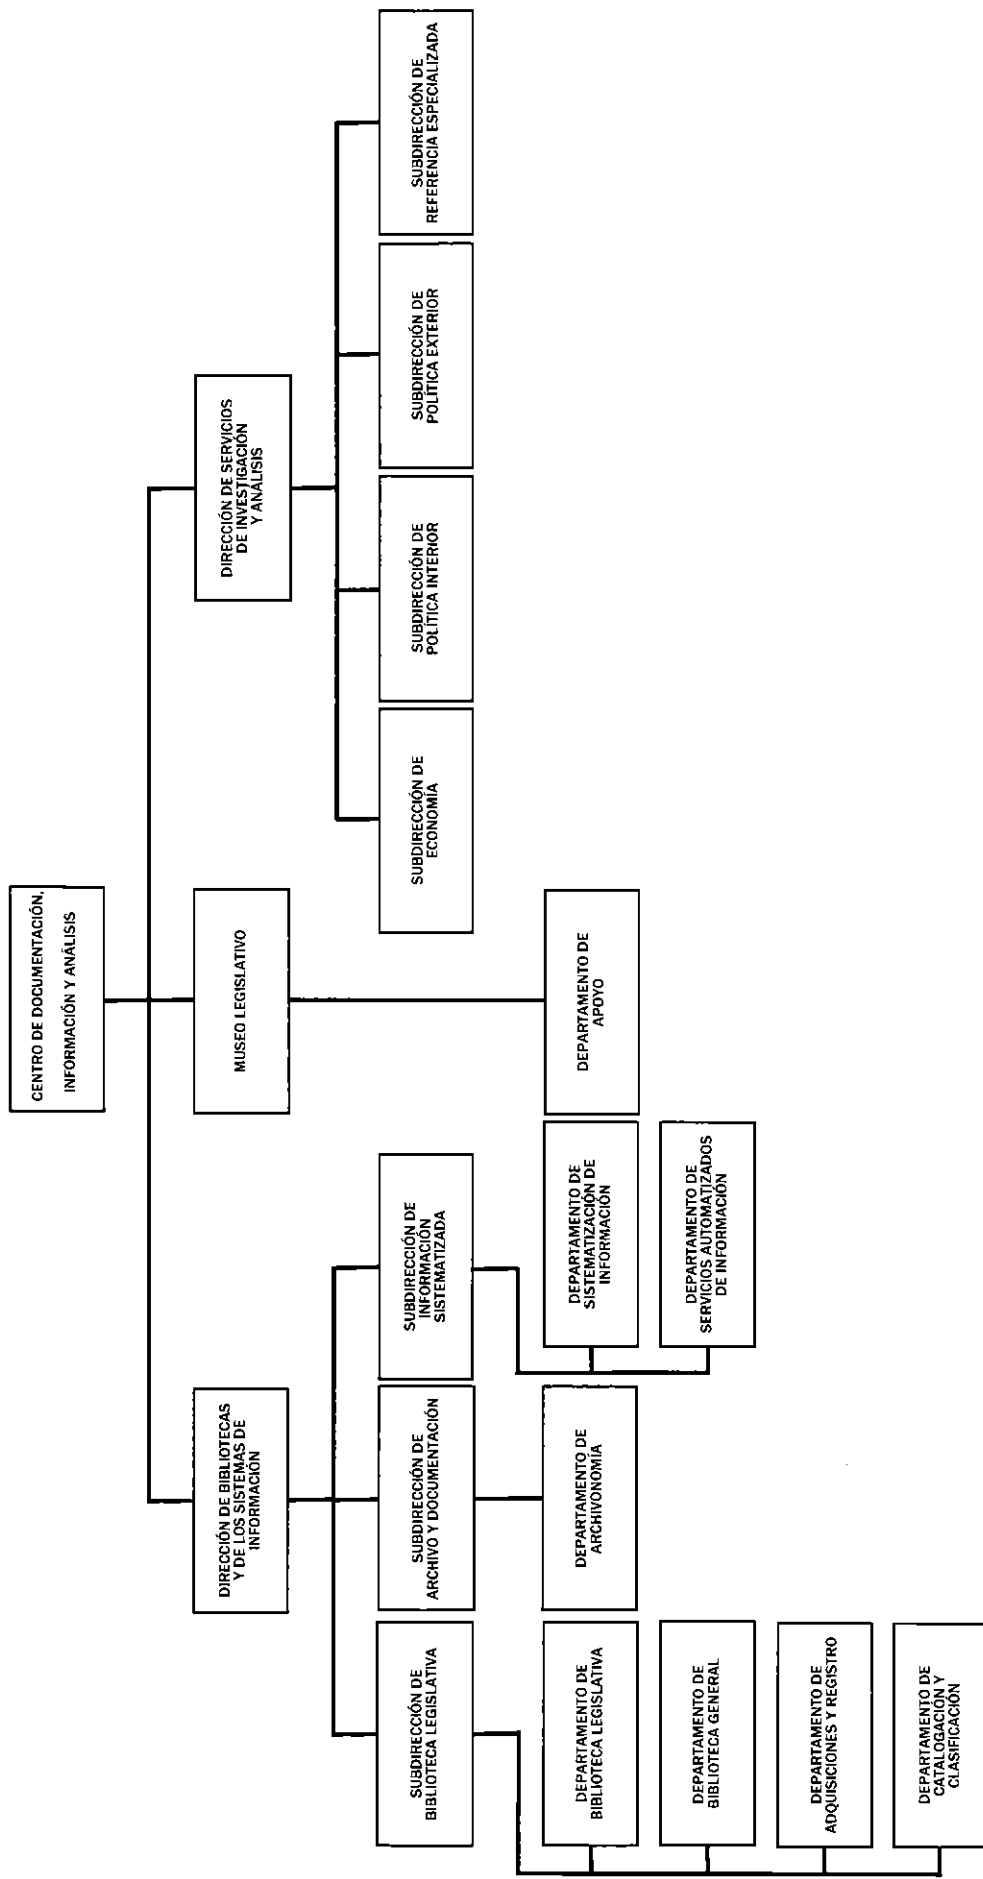 CENTRO DE DOCUMENTACIÓN,
INFORMACIÓN Y ANÁLISIS
DIRECCIÓN DE BIBLIOTECAS
Y DE LOS SISTEMAS DE
INFORMACIÓN
MUSEO LEGISLATIVO
DIRECCIÓN DE SERVICIOS
DE INVESTIGACIÓN
Y ANÁLISIS
SUBDIRECCIÓN DE
BIBLIOTECA LEGISLATIVA
SUBDIRECCIÓN DE
ARCHIVO Y DOCUMENTACIÓN
SUBDIRECCIÓN DE
INFORMACIÓN
SISTEMATIZADA
SUBDIRECCIÓN DE
ECONOMÍA
SUBDIRECCIÓN DE
POLÍTICA INTERIOR
SUBDIRECCIÓN DE
POLÍTICA EXTERIOR
SUBDIRECCIÓN DE
REFERENCIA ESPECIALIZADA
DEPARTAMENTO DE
BIBLIOTECA LEGISLATIVA
DEPARTAMENTO DE
ARCHIVONOMÍA
DEPARTAMENTO DE
SISTEMATIZACIÓN DE
INFORMACIÓN
DEPARTAMENTO DE
APOYO
DEPARTAMENTO DE
BIBLIOTECA GENERAL
DEPARTAMENTO DE
SERVICIOS AUTOMATIZADOS
DE INFORMACIÓN
DEPARTAMENTO DE
ADQUISICIONES Y REGISTRO
DEPARTAMENTO DE
CATALOGACIÓN Y
CLASIFICACIÓN